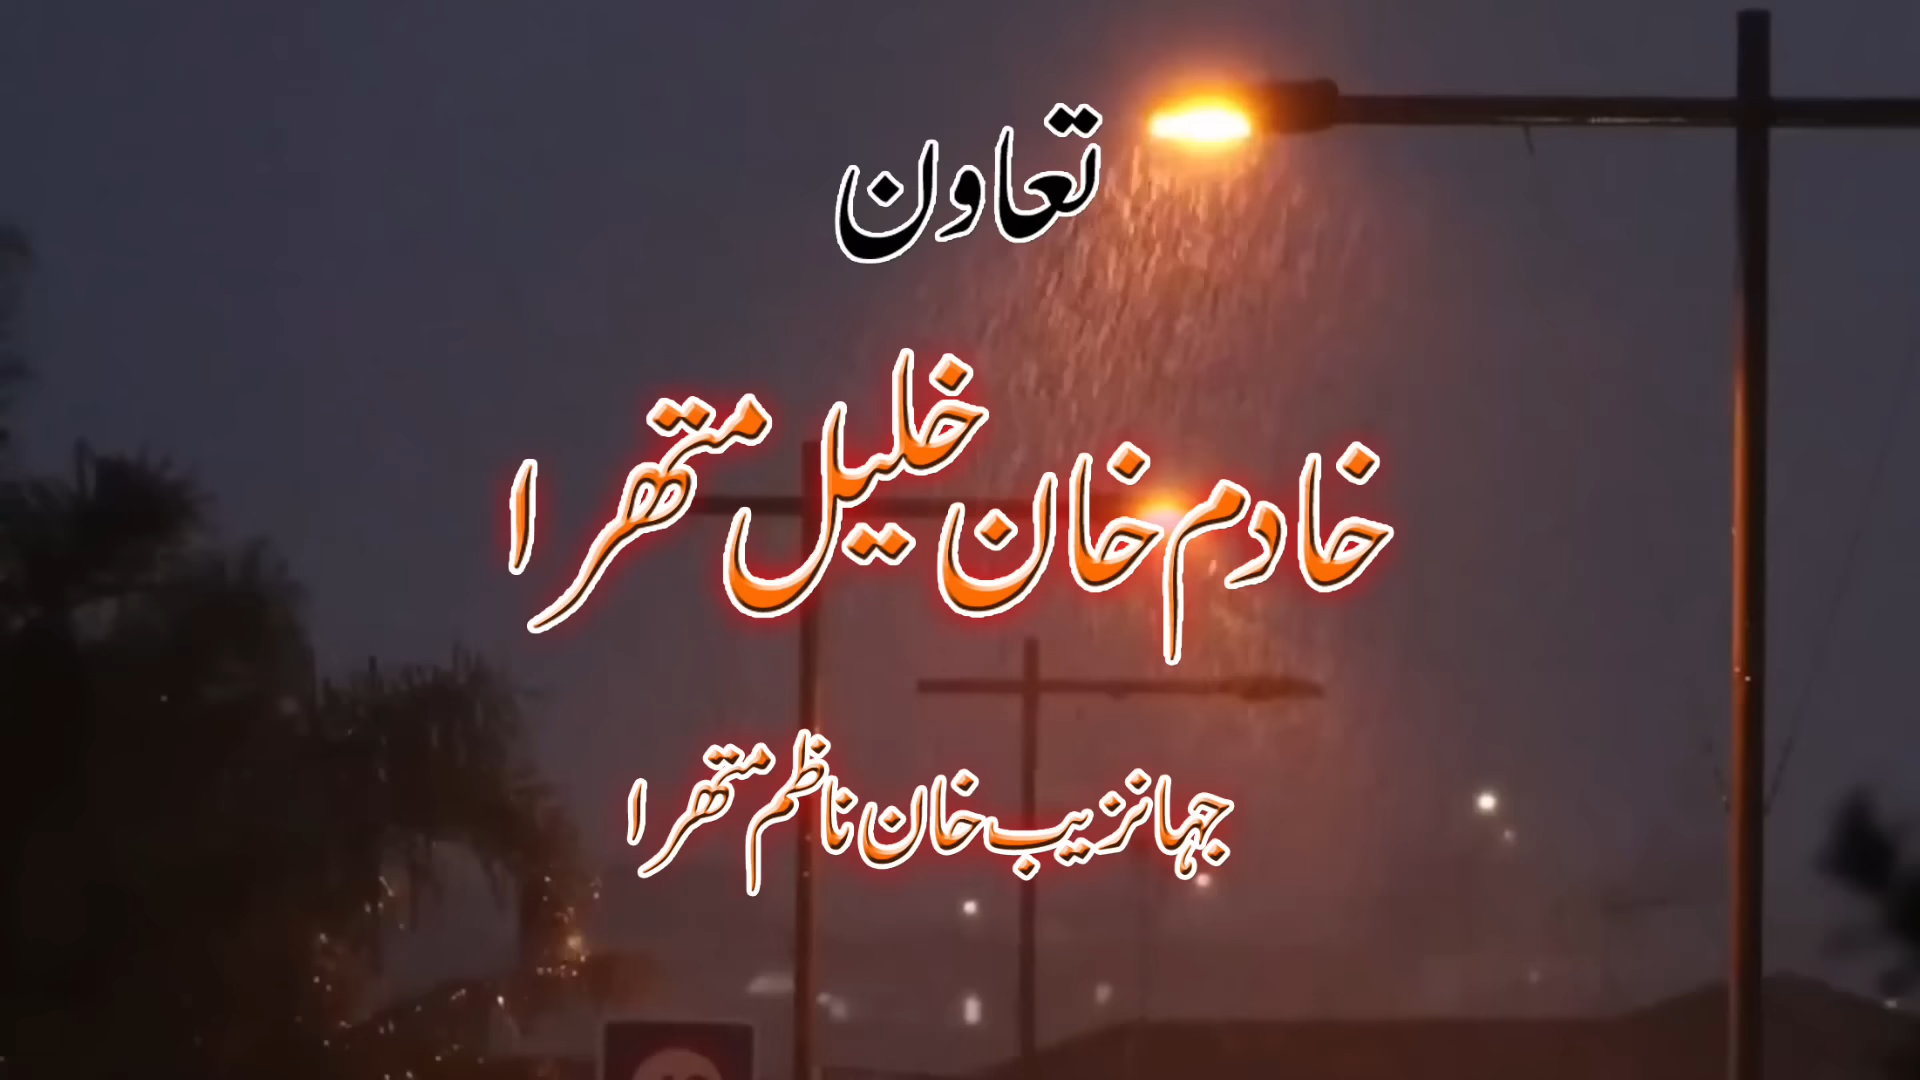 تعاون
خادم خان خلیل متھرا
جہانزیب خان ناظم متھرا